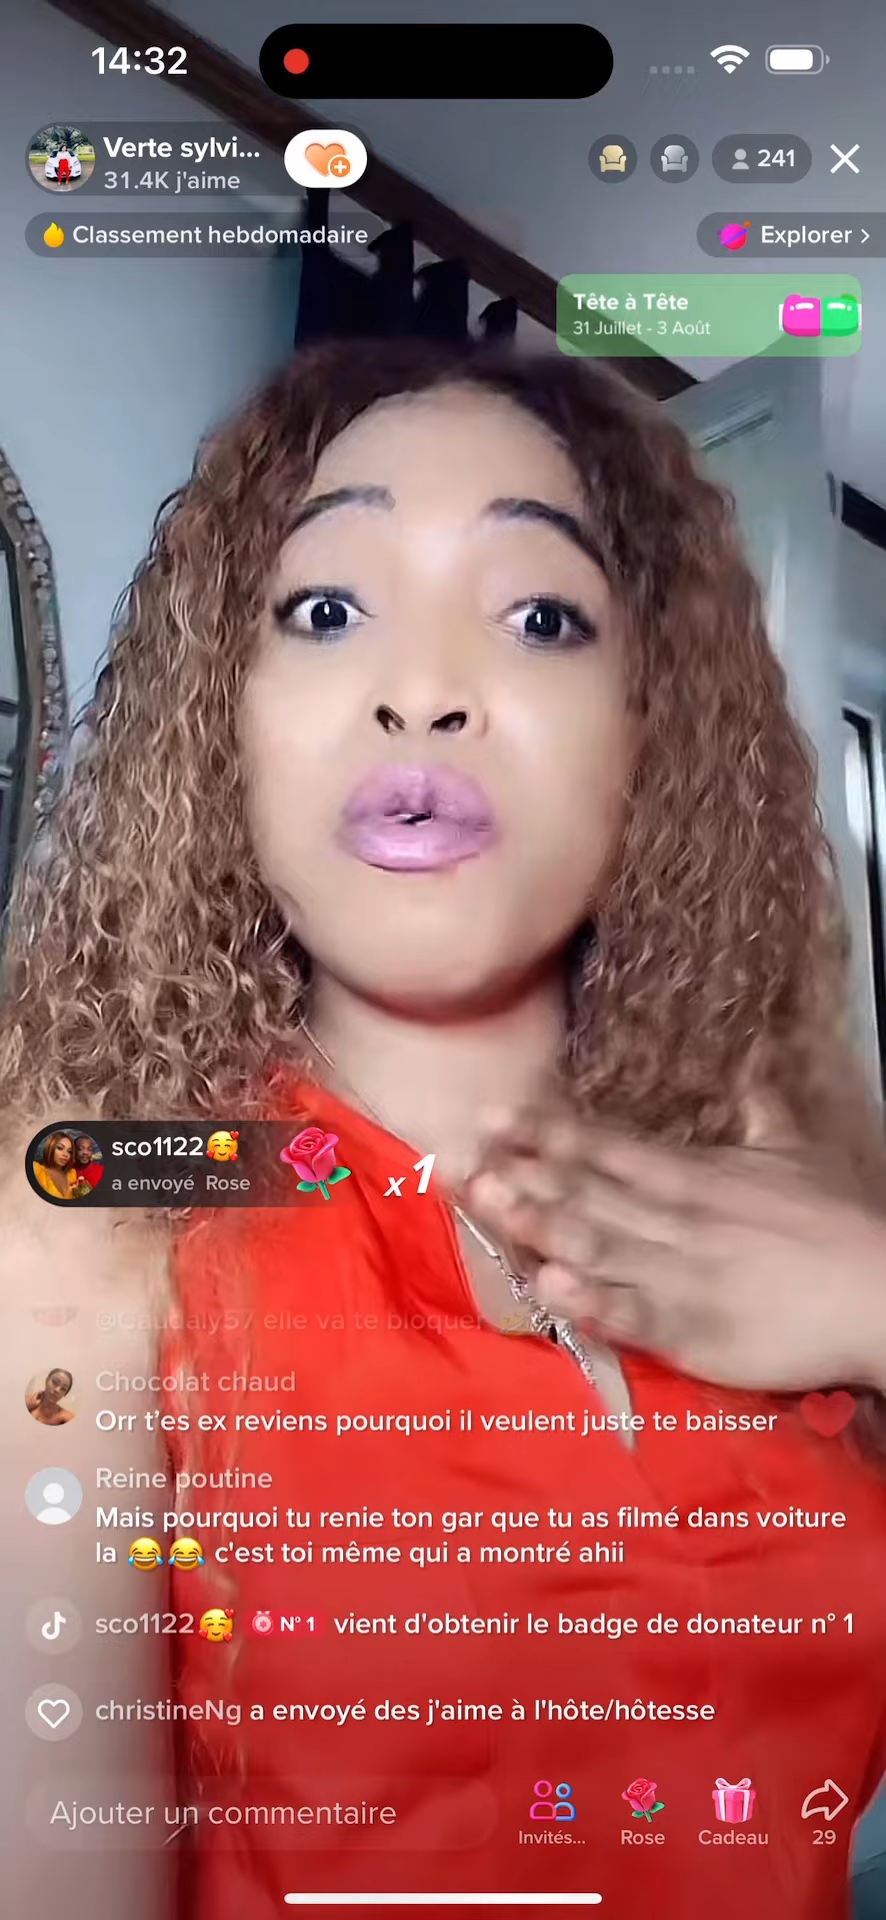 14:32
Verte sylvi...
31.4K j'aime
241
Classement hebdomadaire
Explorer >
Tête à Tête
31 Juillet - 3 Août
sco1122🥰
a envoyé Rose
x1
@Caudaly57 elle va te bloquer
Chocolat chaud
Orr t'es ex reviens pourquoi il veulent juste te baisser
Reine poutine
Mais pourquoi tu renie ton gar que tu as filmé dans voiture
la 😂😂 c'est toi même qui a montré ahii
sco1122🥰 N° 1 vient d'obtenir le badge de donateur n° 1
christineNg a envoyé des j'aime à l'hôte/hôtesse
Ajouter un commentaire
Invités...
Rose
Cadeau
29